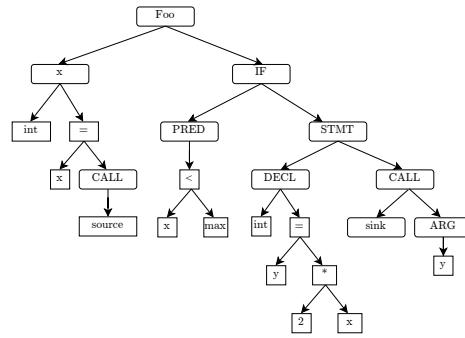 Foo
x IF
int = PRED STMT
x CALL < DECL CALL
source x max int = sink ARG
y * y
2 x